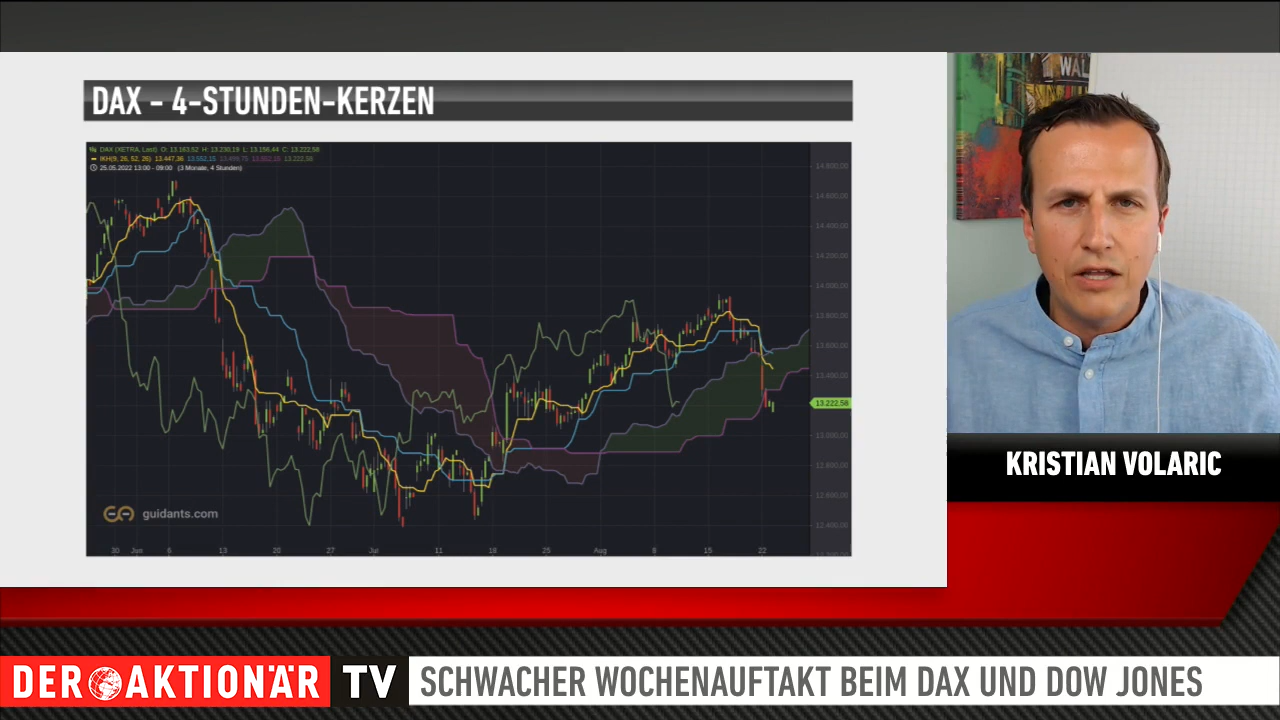 DAX - 4-STUNDEN-KERZEN
DAX (XETRA, Last) O: 13.163,52 H: 13.230,19 L: 13.156,44 C: 13.222,58
IKH(9, 26, 52, 26) 13.447,36 13.552,15 13.499,75 13.222,58
25.05.2022 13:00 - 09:00 (3 Monate, 4 Stunden)
14.800,00
14.600,00
14.400,00
14.200,00
14.000,00
13.800,00
13.600,00
13.400,00
13.222,58
13.000,00
12.800,00
12.600,00
12.400,00
guidants.com
30 Jun 6 13 20 27 Jul 11 18 25 Aug 8 15 22
WALL
KRISTIAN VOLARIC
DER AKTIONÄR TV
SCHWACHER WOCHENAUFTAKT BEIM DAX UND DOW JONES